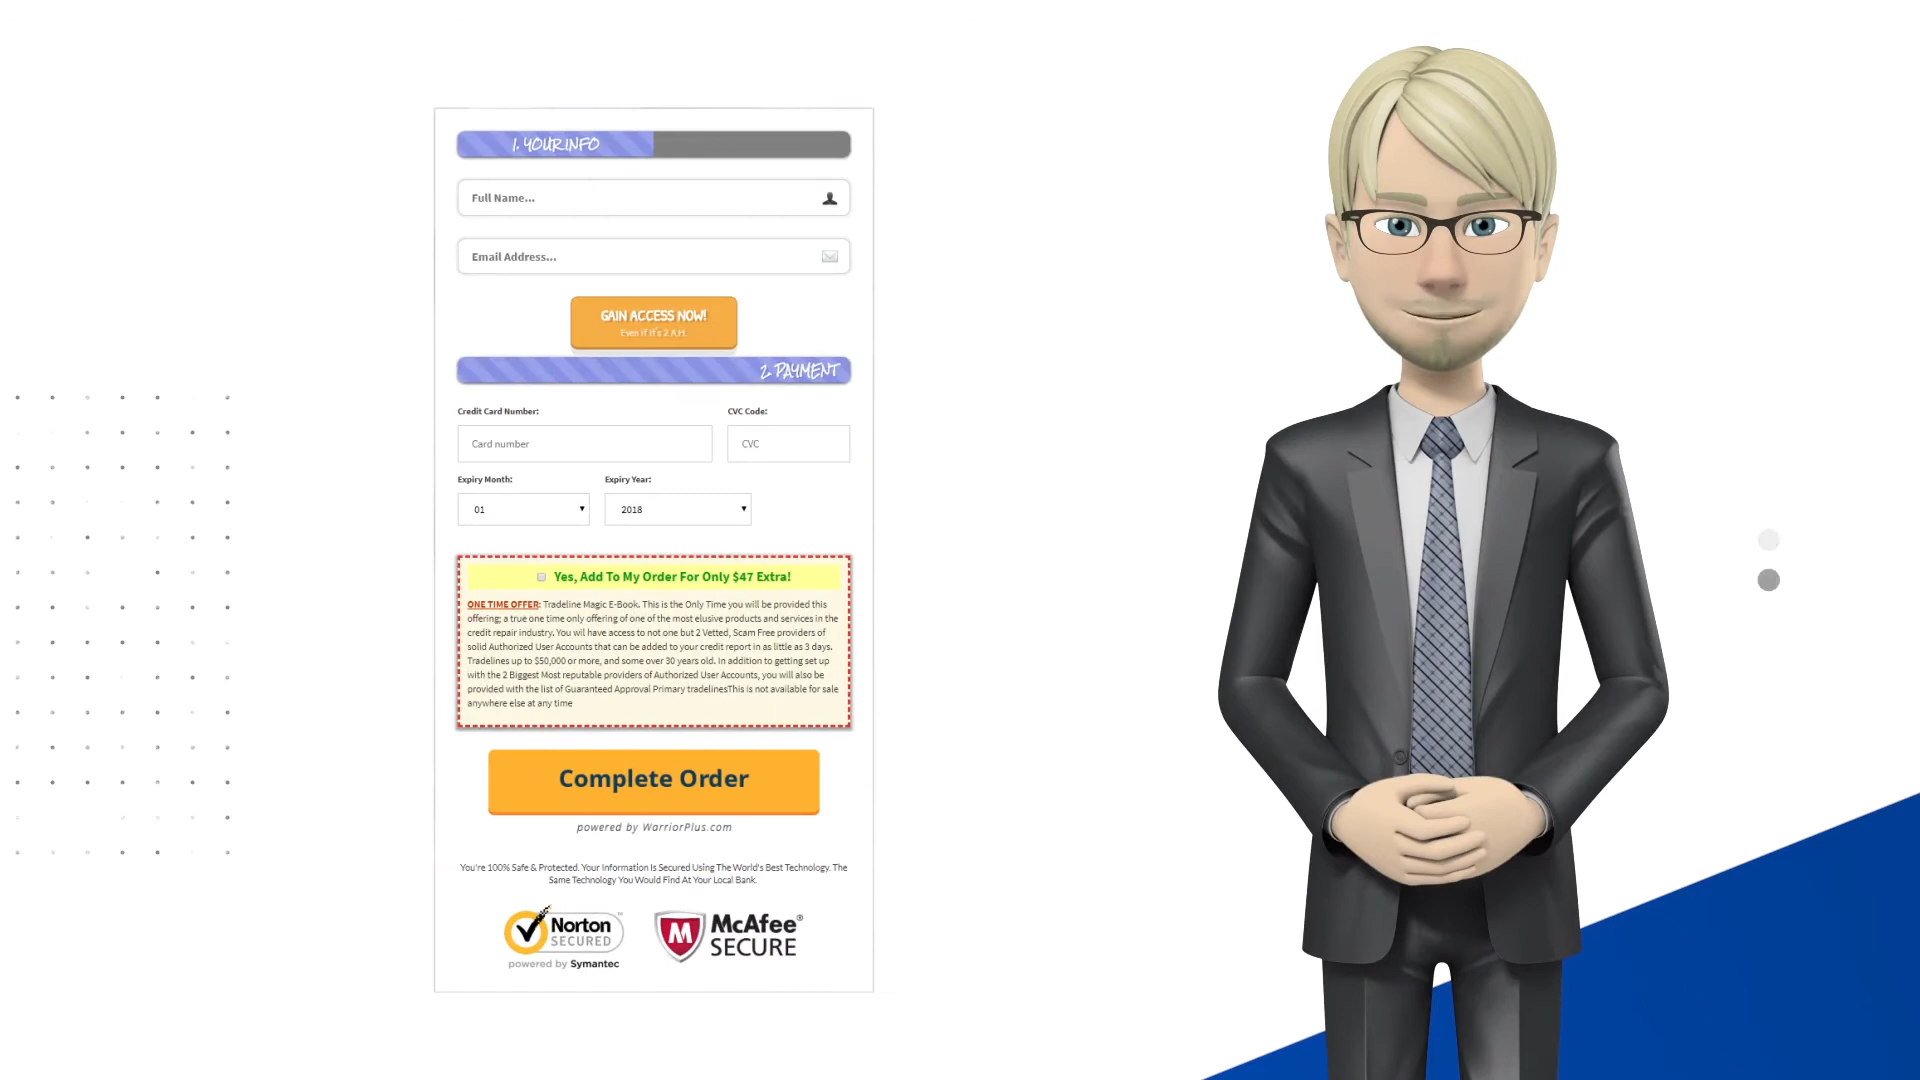 1. YOUR INFO
Full Name...
Email Address...
GAIN ACCESS NOW!
Even if it's 2 A.M.
2. PAYMENT
Credit Card Number: CVC Code:
Card number CVC
Expiry Month: Expiry Year:
01 2018
Yes, Add To My Order For Only $47 Extra!
ONE TIME OFFER: Tradeline Magic E-Book. This is the Only Time you will be provided this
offering; a true one time only offering of one of the most elusive products and services in the
credit repair industry. You wil have access to not one but 2 Vetted, Scam Free providers of
solid Authorized User Accounts that can be added to your credit report in as little as 3 days.
Tradelines up to $50,000 or more, and some over 30 years old. In addition to getting set up
with the 2 Biggest Most reputable providers of Authorized User Accounts, you will also be
provided with the list of Guaranteed Approval Primary tradelinesThis is not available for sale
anywhere else at any time
Complete Order
powered by WarriorPlus.com
You're 100% Safe & Protected. Your Information Is Secured Using The World's Best Technology. The
Same Technology You Would Find At Your Local Bank.
Norton
SECURED
powered by Symantec
McAfee®
SECURE